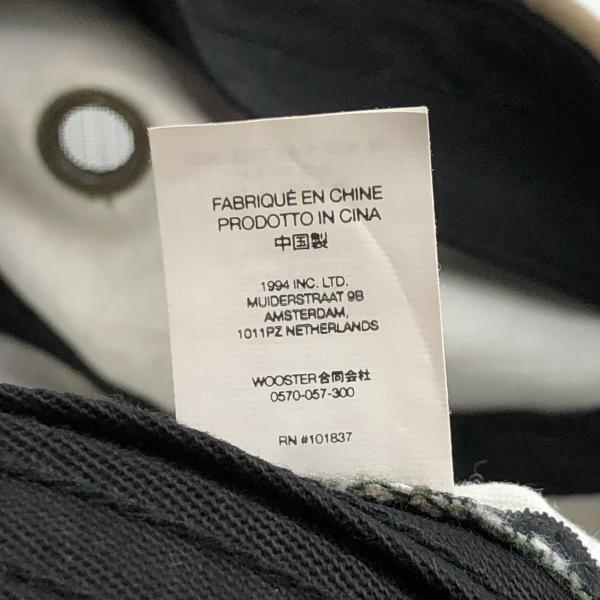 FABRIQUÉ EN CHINE
PRODOTTO IN CINA
中国製
1994 INC. LTD.
MUIDERSTRAAT 9B
AMSTERDAM,
1011PZ NETHERLANDS
WOOSTER合同会社
0570-057-300
RN #101837